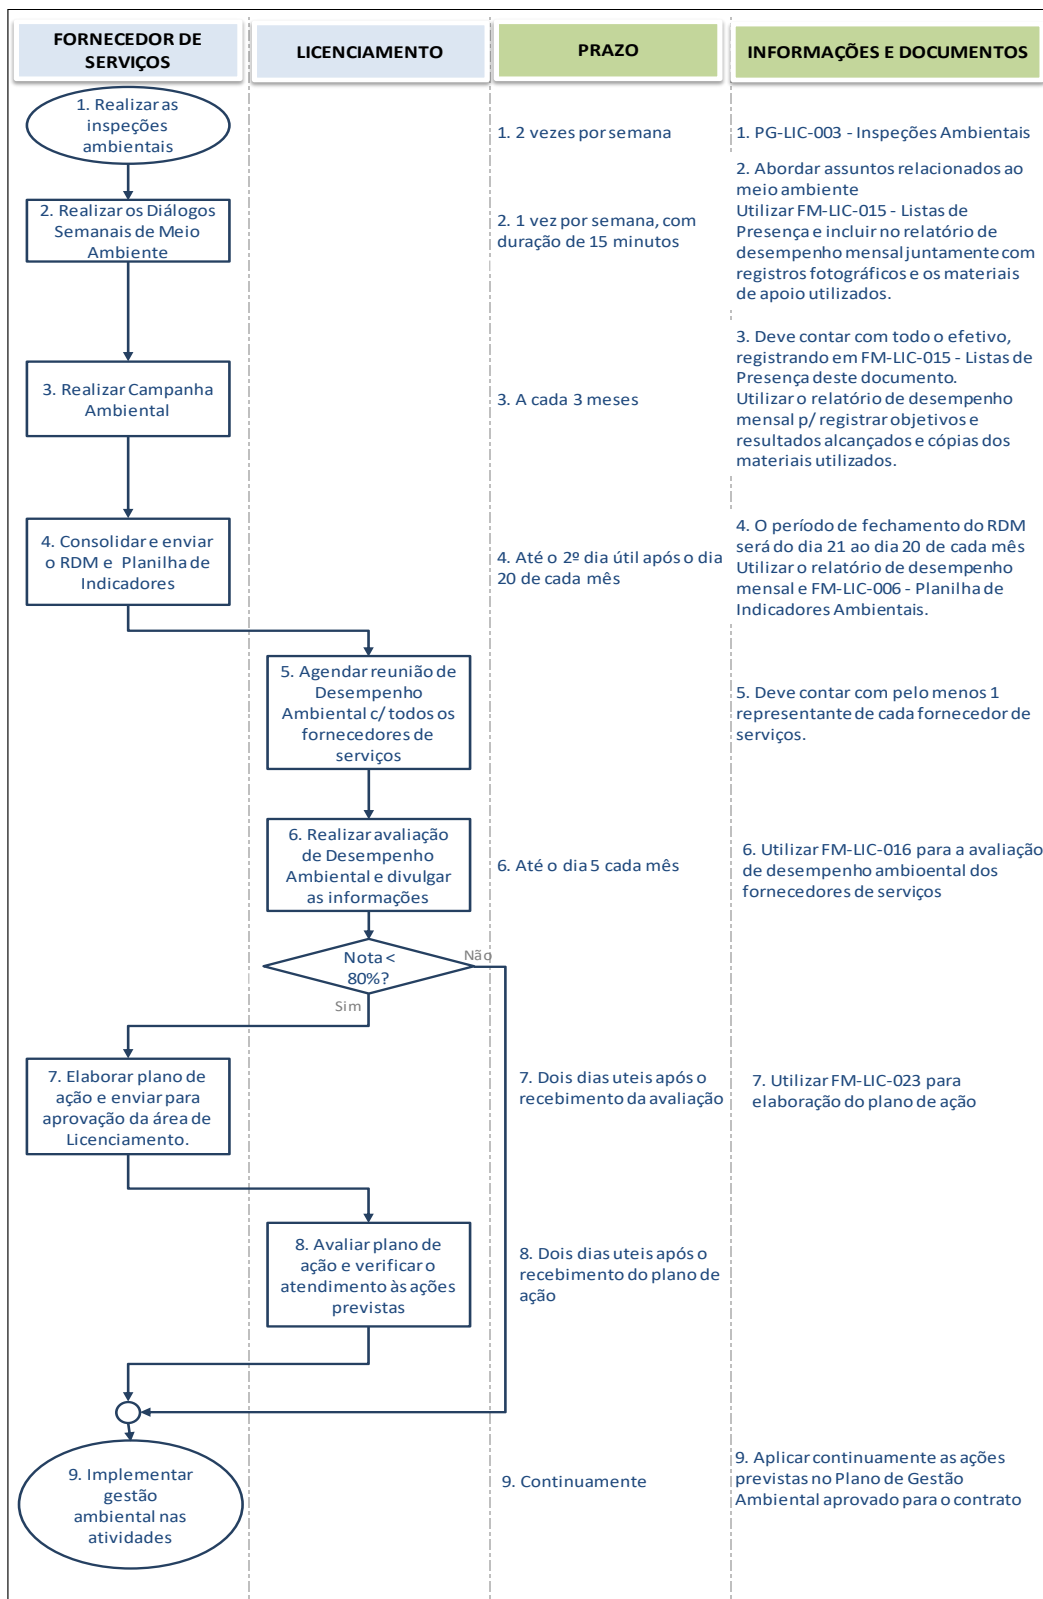 FORNECEDOR DE
SERVIÇOS
LICENCIAMENTO
PRAZO
INFORMAÇÕES E DOCUMENTOS
1. Realizar as
inspeções
ambientais
1. 2 vezes por semana
1. PG-LIC-003 - Inspeções Ambientais
2. Realizar os Diálogos
Semanais de Meio
Ambiente
2. 1 vez por semana, com
duração de 15 minutos
2. Abordar assuntos relacionados ao
meio ambiente
Utilizar FM-LIC-015 - Listas de
Presença e incluir no relatório de
desempenho mensal juntamente com
registros fotográficos e os materiais
de apoio utilizados.
3. Realizar Campanha
Ambiental
3. A cada 3 meses
3. Deve contar com todo o efetivo,
registrando em FM-LIC-015 - Listas de
Presença deste documento.
Utilizar o relatório de desempenho
mensal p/ registrar objetivos e
resultados alcançados e cópias dos
materiais utilizados.
4. Consolidar e enviar
o RDM e Planilha de
Indicadores
4. Até o 2º dia útil após o dia
20 de cada mês
4. O período de fechamento do RDM
será do dia 21 ao dia 20 de cada mês
Utilizar o relatório de desempenho
mensal e FM-LIC-006 - Planilha de
Indicadores Ambientais.
5. Agendar reunião de
Desempenho
Ambiental c/ todos os
fornecedores de
serviços
5. Deve contar com pelo menos 1
representante de cada fornecedor de
serviços.
6. Realizar avaliação
de Desempenho
Ambiental e divulgar
as informações
6. Até o dia 5 cada mês
6. Utilizar FM-LIC-016 para a avaliação
de desempenho ambioental dos
fornecedores de serviços
Nota <
80%?
Não
Sim
7. Elaborar plano de
ação e enviar para
aprovação da área de
Licenciamento.
7. Dois dias uteis após o
recebimento da avaliação
7. Utilizar FM-LIC-023 para
elaboração do plano de ação
8. Avaliar plano de
ação e verificar o
atendimento às ações
previstas
8. Dois dias uteis após o
recebimento do plano de
ação
9. Implementar
gestão
ambiental nas
atividades
9. Continuamente
9. Aplicar continuamente as ações
previstas no Plano de Gestão
Ambiental aprovado para o contrato